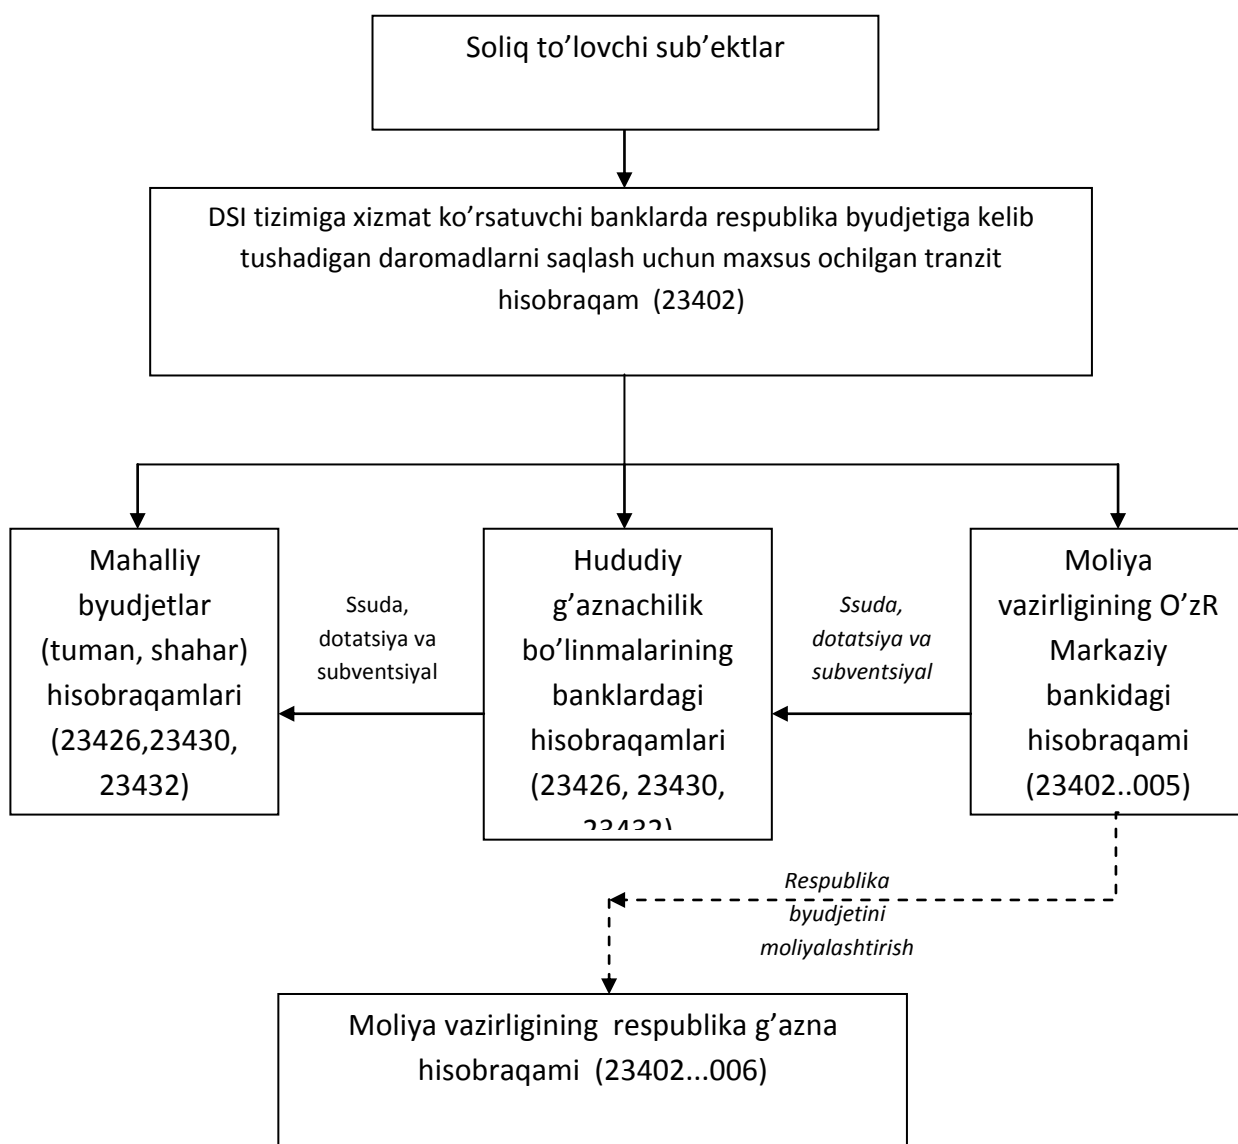 Soliq to’lovchi sub’ektlar
DSI tizimiga xizmat ko’rsatuvchi banklarda respublika byudjetiga kelib
tushadigan daromadlarni saqlash uchun maxsus ochilgan tranzit
hisobraqam (23402)
Mahalliy
byudjetlar
(tuman, shahar)
hisobraqamlari
(23426,23430,
23432)
Ssuda,
dotatsiya va
subventsiyal
Hududiy
g’aznachilik
bo’linmalarining
banklardagi
hisobraqamlari
(23426, 23430,
23432)
Ssuda,
dotatsiya va
subventsiyal
Moliya
vazirligining O’zR
Markaziy
bankidagi
hisobraqami
(23402..005)
Respublika
byudjetini
moliyalashtirish
Moliya vazirligining respublika g’azna
hisobraqami (23402...006)